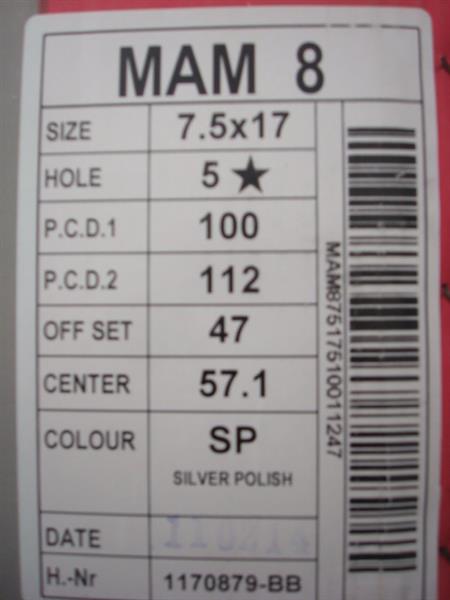 MAM 8
SIZE 7.5x17
HOLE 5 ★
P.C.D.1 100
P.C.D.2 112
OFF SET 47
CENTER 57.1
COLOUR SP
SILVER POLISH
DATE
H.-Nr 1170879-BB
MAM87517510011247